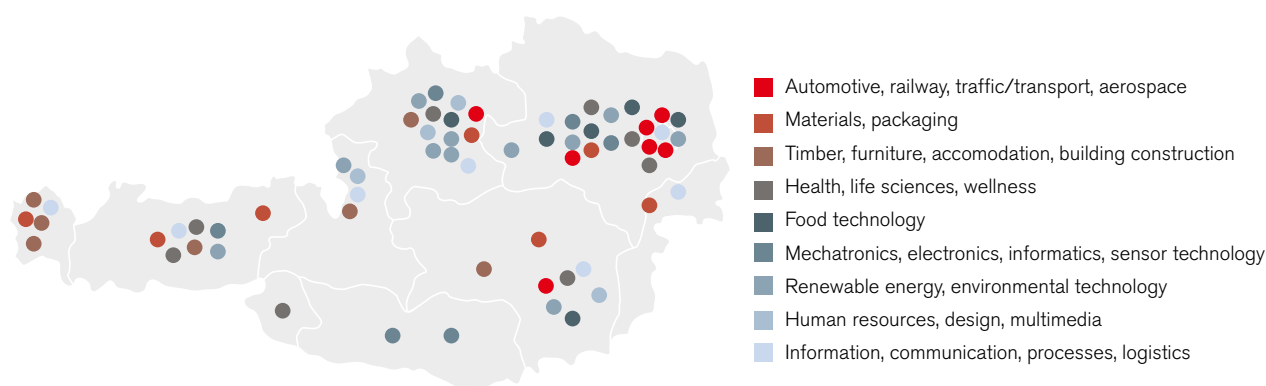 Automotive, railway, traffic/transport, aerospace
Materials, packaging
Timber, furniture, accomodation, building construction
Health, life sciences, wellness
Food technology
Mechatronics, electronics, informatics, sensor technology
Renewable energy, environmental technology
Human resources, design, multimedia
Information, communication, processes, logistics